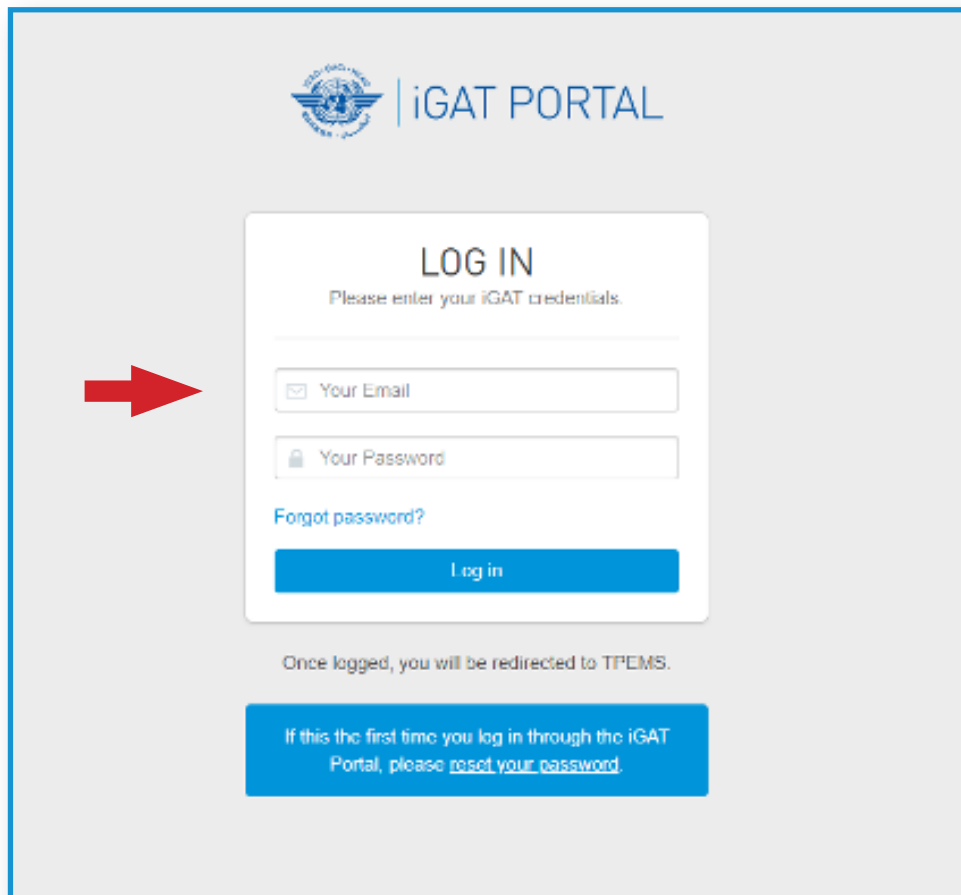 iGAT PORTAL
LOG IN
Please enter your iGAT credentials.
Your Email
Your Password
Forgot password?
Log in
Once logged, you will be redirected to TPEMS.
If this the first time you log in through the iGAT
Portal, please reset your password.